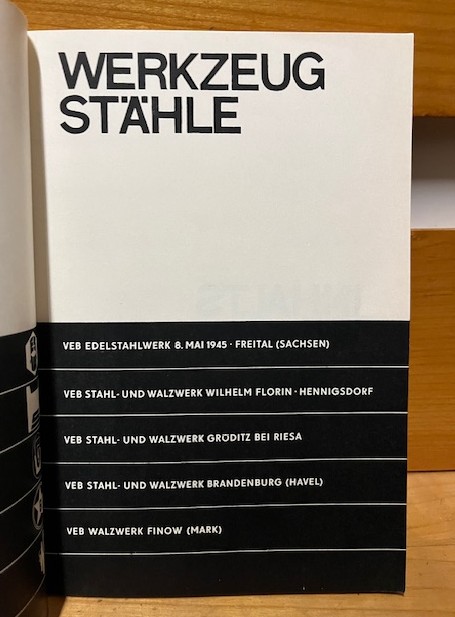 WERKZEUG
STÄHLE
VEB EDELSTAHLWERK 8. MAI 1945 · FREITAL (SACHSEN)
VEB STAHL- UND WALZWERK WILHELM FLORIN · HENNIGSDORF
VEB STAHL- UND WALZWERK GRÖDITZ BEI RIESA
VEB STAHL- UND WALZWERK BRANDENBURG (HAVEL)
VEB WALZWERK FINOW (MARK)